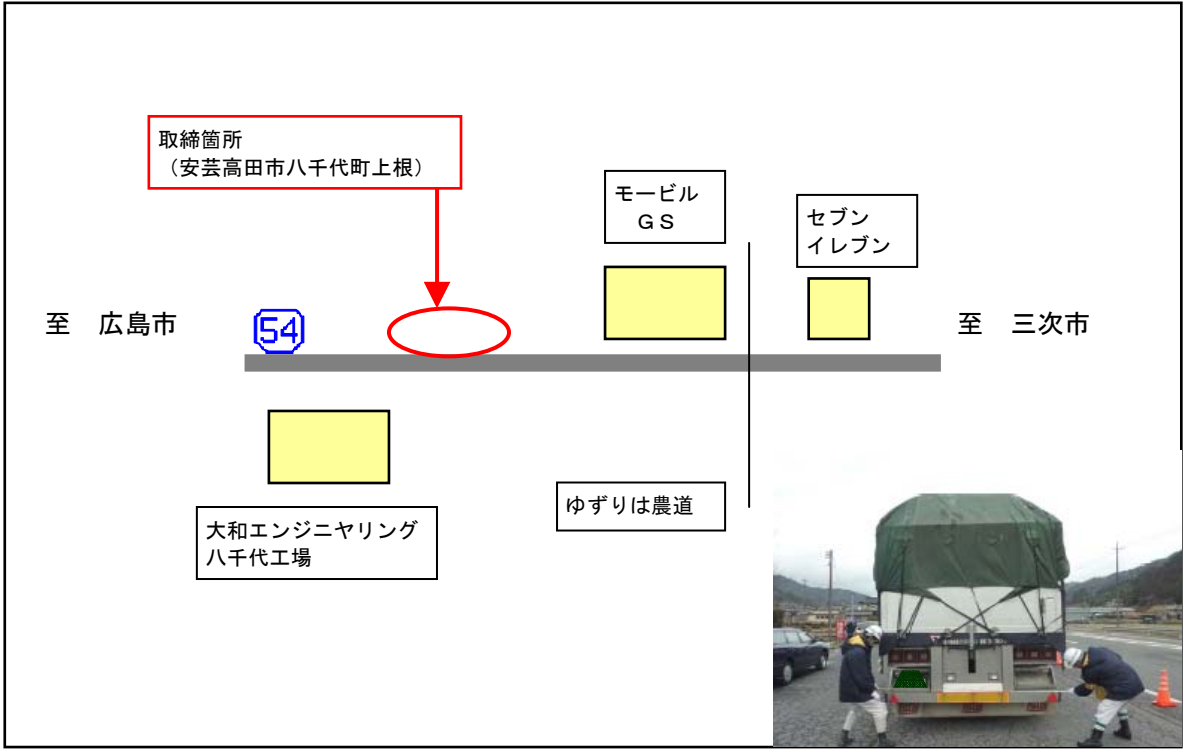 取締箇所
（安芸高田市八千代町上根）
モービル
ＧＳ
セブン
イレブン
至　広島市
54
至　三次市
ゆずりは農道
大和エンジニヤリング
八千代工場